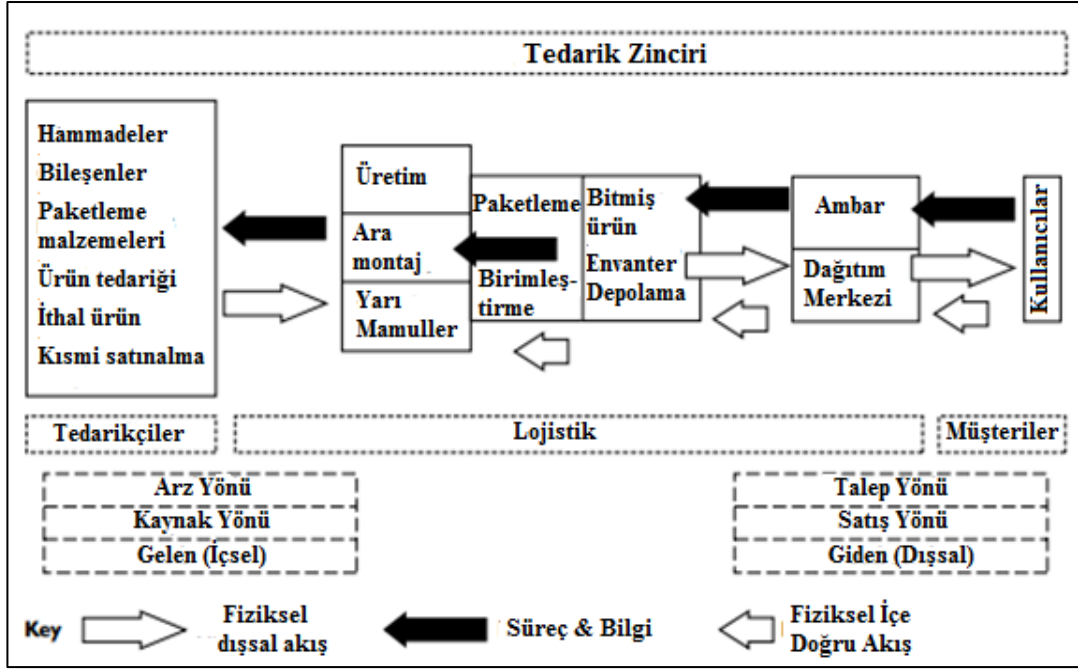 Tedarik Zinciri
Hammadeler
Bileşenler
Paketleme
malzemeleri
Ürün tedariği
İthal ürün
Kısmi satınalma
Üretim
Ara
montaj
Yarı
Mamuller
Paketleme
Birimleş-
tirme
Bitmiş
ürün
Envanter
Depolama
Ambar
Dağıtım
Merkezi
Kullanıcılar
Tedarikçiler
Lojistik
Müşteriler
Arz Yönü
Kaynak Yönü
Gelen (İçsel)
Talep Yönü
Satış Yönü
Giden (Dışsal)
Key
Fiziksel
dışsal akış
Süreç & Bilgi
Fiziksel İçe
Doğru Akış